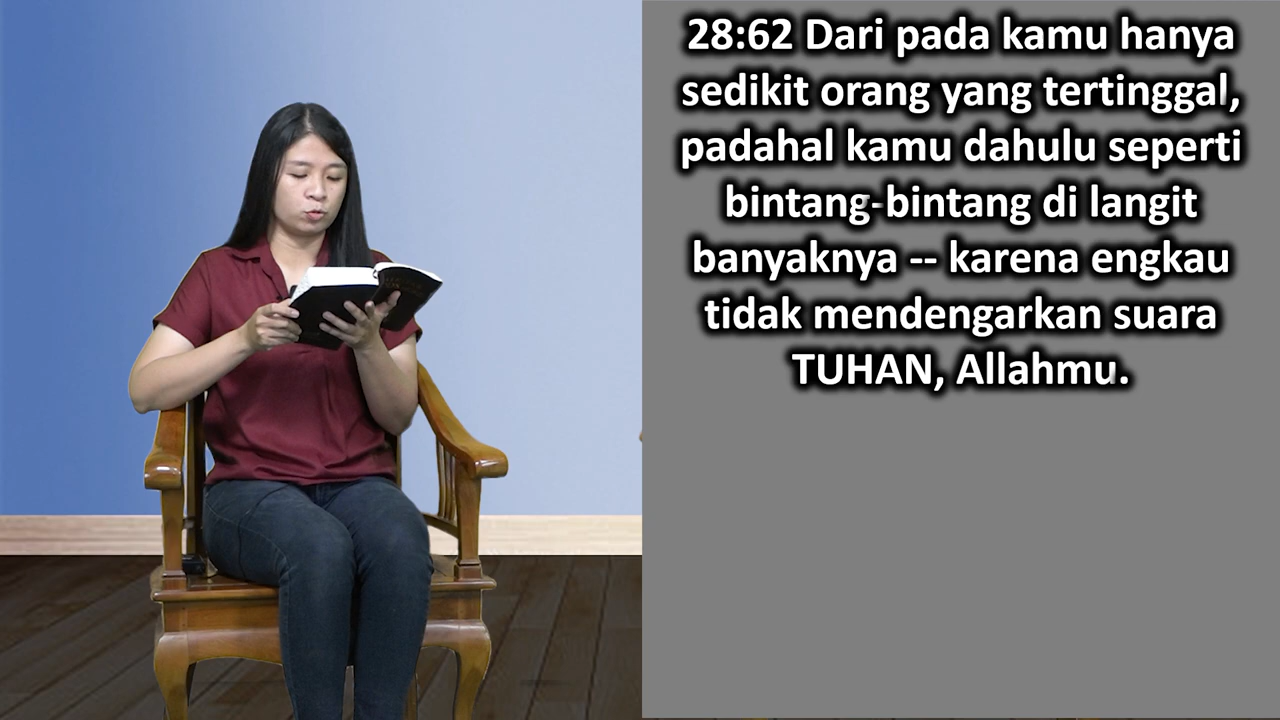 28:62 Dari pada kamu hanya
sedikit orang yang tertinggal,
padahal kamu dahulu seperti
bintang-bintang di langit
banyaknya -- karena engkau
tidak mendengarkan suara
TUHAN, Allahmu.